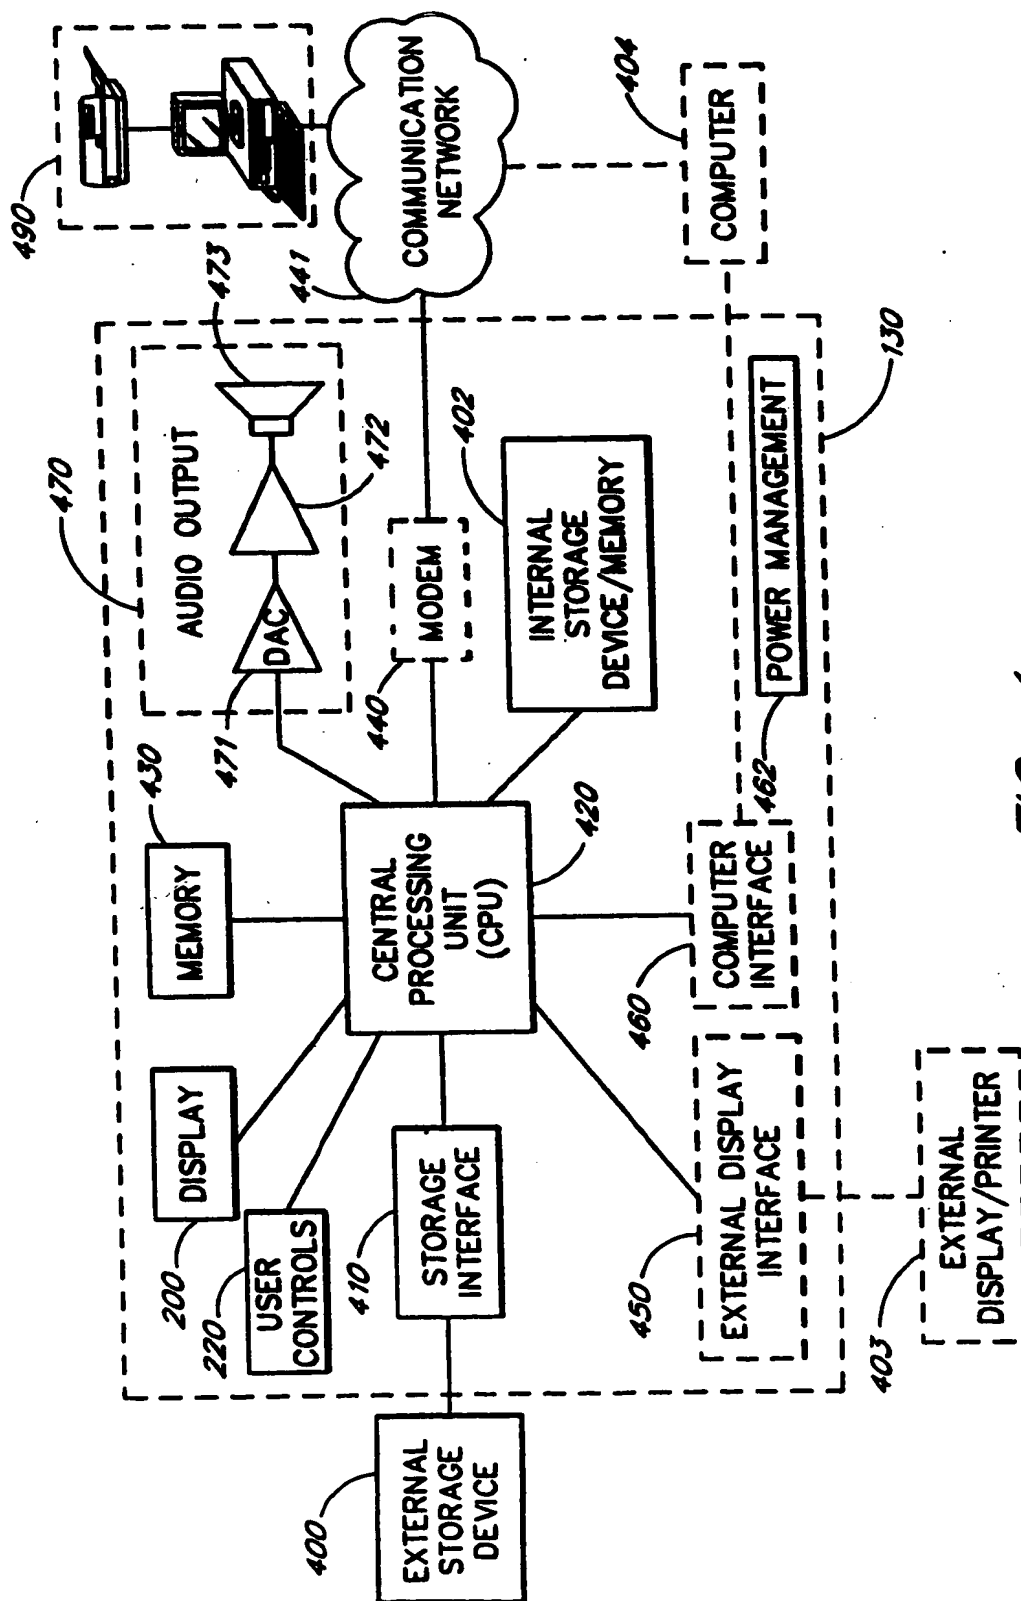 490
473
441
COMMUNICATION
NETWORK
404
COMPUTER
470
AUDIO OUTPUT
DAC
471
472
440
MODEM
402
INTERNAL
STORAGE
DEVICE/MEMORY
130
POWER MANAGEMENT
462
430
MEMORY
CENTRAL
PROCESSING
UNIT
(CPU)
420
460
COMPUTER
INTERFACE
DISPLAY
200
220
USER
CONTROLS
410
STORAGE
INTERFACE
450
EXTERNAL DISPLAY
INTERFACE
403
EXTERNAL
DISPLAY/PRINTER
400
EXTERNAL
STORAGE
DEVICE